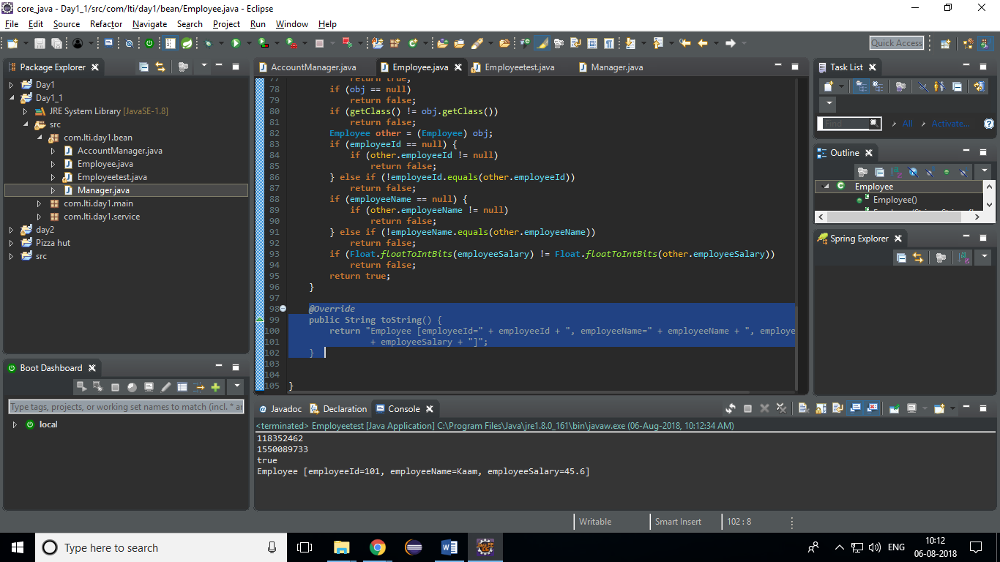 core_java - Day1_1/src/com/lti/day1/bean/Employee.java - Eclipse
File Edit Source Refactor Navigate Search Project Run Window Help
Quick Access
Package Explorer
Day1
Day1_1
JRE System Library [JavaSE-1.8]
src
com.lti.day1.bean
AccountManager.java
Employee.java
Employeetest.java
Manager.java
com.lti.day1.main
com.lti.day1.service
day2
Pizza hut
src
Boot Dashboard
Type tags, projects, or working set names to match (incl. * ar
local
AccountManager.java Employee.java Employeetest.java Manager.java
77 return true;
78 if (obj == null)
79 return false;
80 if (getClass() != obj.getClass())
81 return false;
82 Employee other = (Employee) obj;
83 if (employeeId == null) {
84 if (other.employeeId != null)
85 return false;
86 } else if (!employeeId.equals(other.employeeId))
87 return false;
88 if (employeeName == null) {
89 if (other.employeeName != null)
90 return false;
91 } else if (!employeeName.equals(other.employeeName))
92 return false;
93 if (Float.floatToIntBits(employeeSalary) != Float.floatToIntBits(other.employeeSalary))
94 return false;
95 return true;
96 }
97
98 @Override
99 public String toString() {
100 return "Employee [employeeId=" + employeeId + ", employeeName=" + employeeName + ", employe
101 + employeeSalary + "]";
102 }
103
104
105 }
Task List
Find All Activate...
Outline
Employee
Employee()
Spring Explorer
Javadoc Declaration Console
<terminated> Employeetest [Java Application] C:\Program Files\Java\jre1.8.0_161\bin\javaw.exe (06-Aug-2018, 10:12:34 AM)
118352462
1550089733
true
Employee [employeeId=101, employeeName=Kaam, employeeSalary=45.6]
Writable Smart Insert 102 : 8
Type here to search
ENG
10:12
06-08-2018